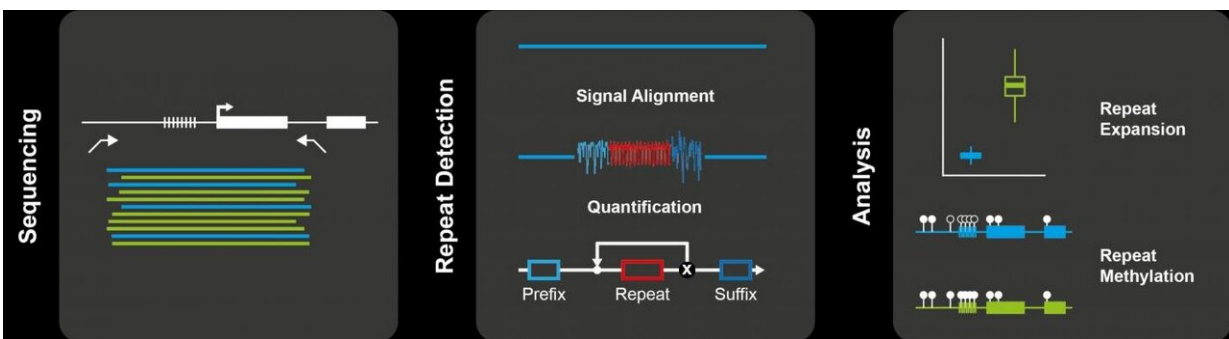 Sequencing
Repeat Detection
Signal Alignment
Quantification
X
Prefix
Repeat
Suffix
Analysis
Repeat
Expansion
Repeat
Methylation